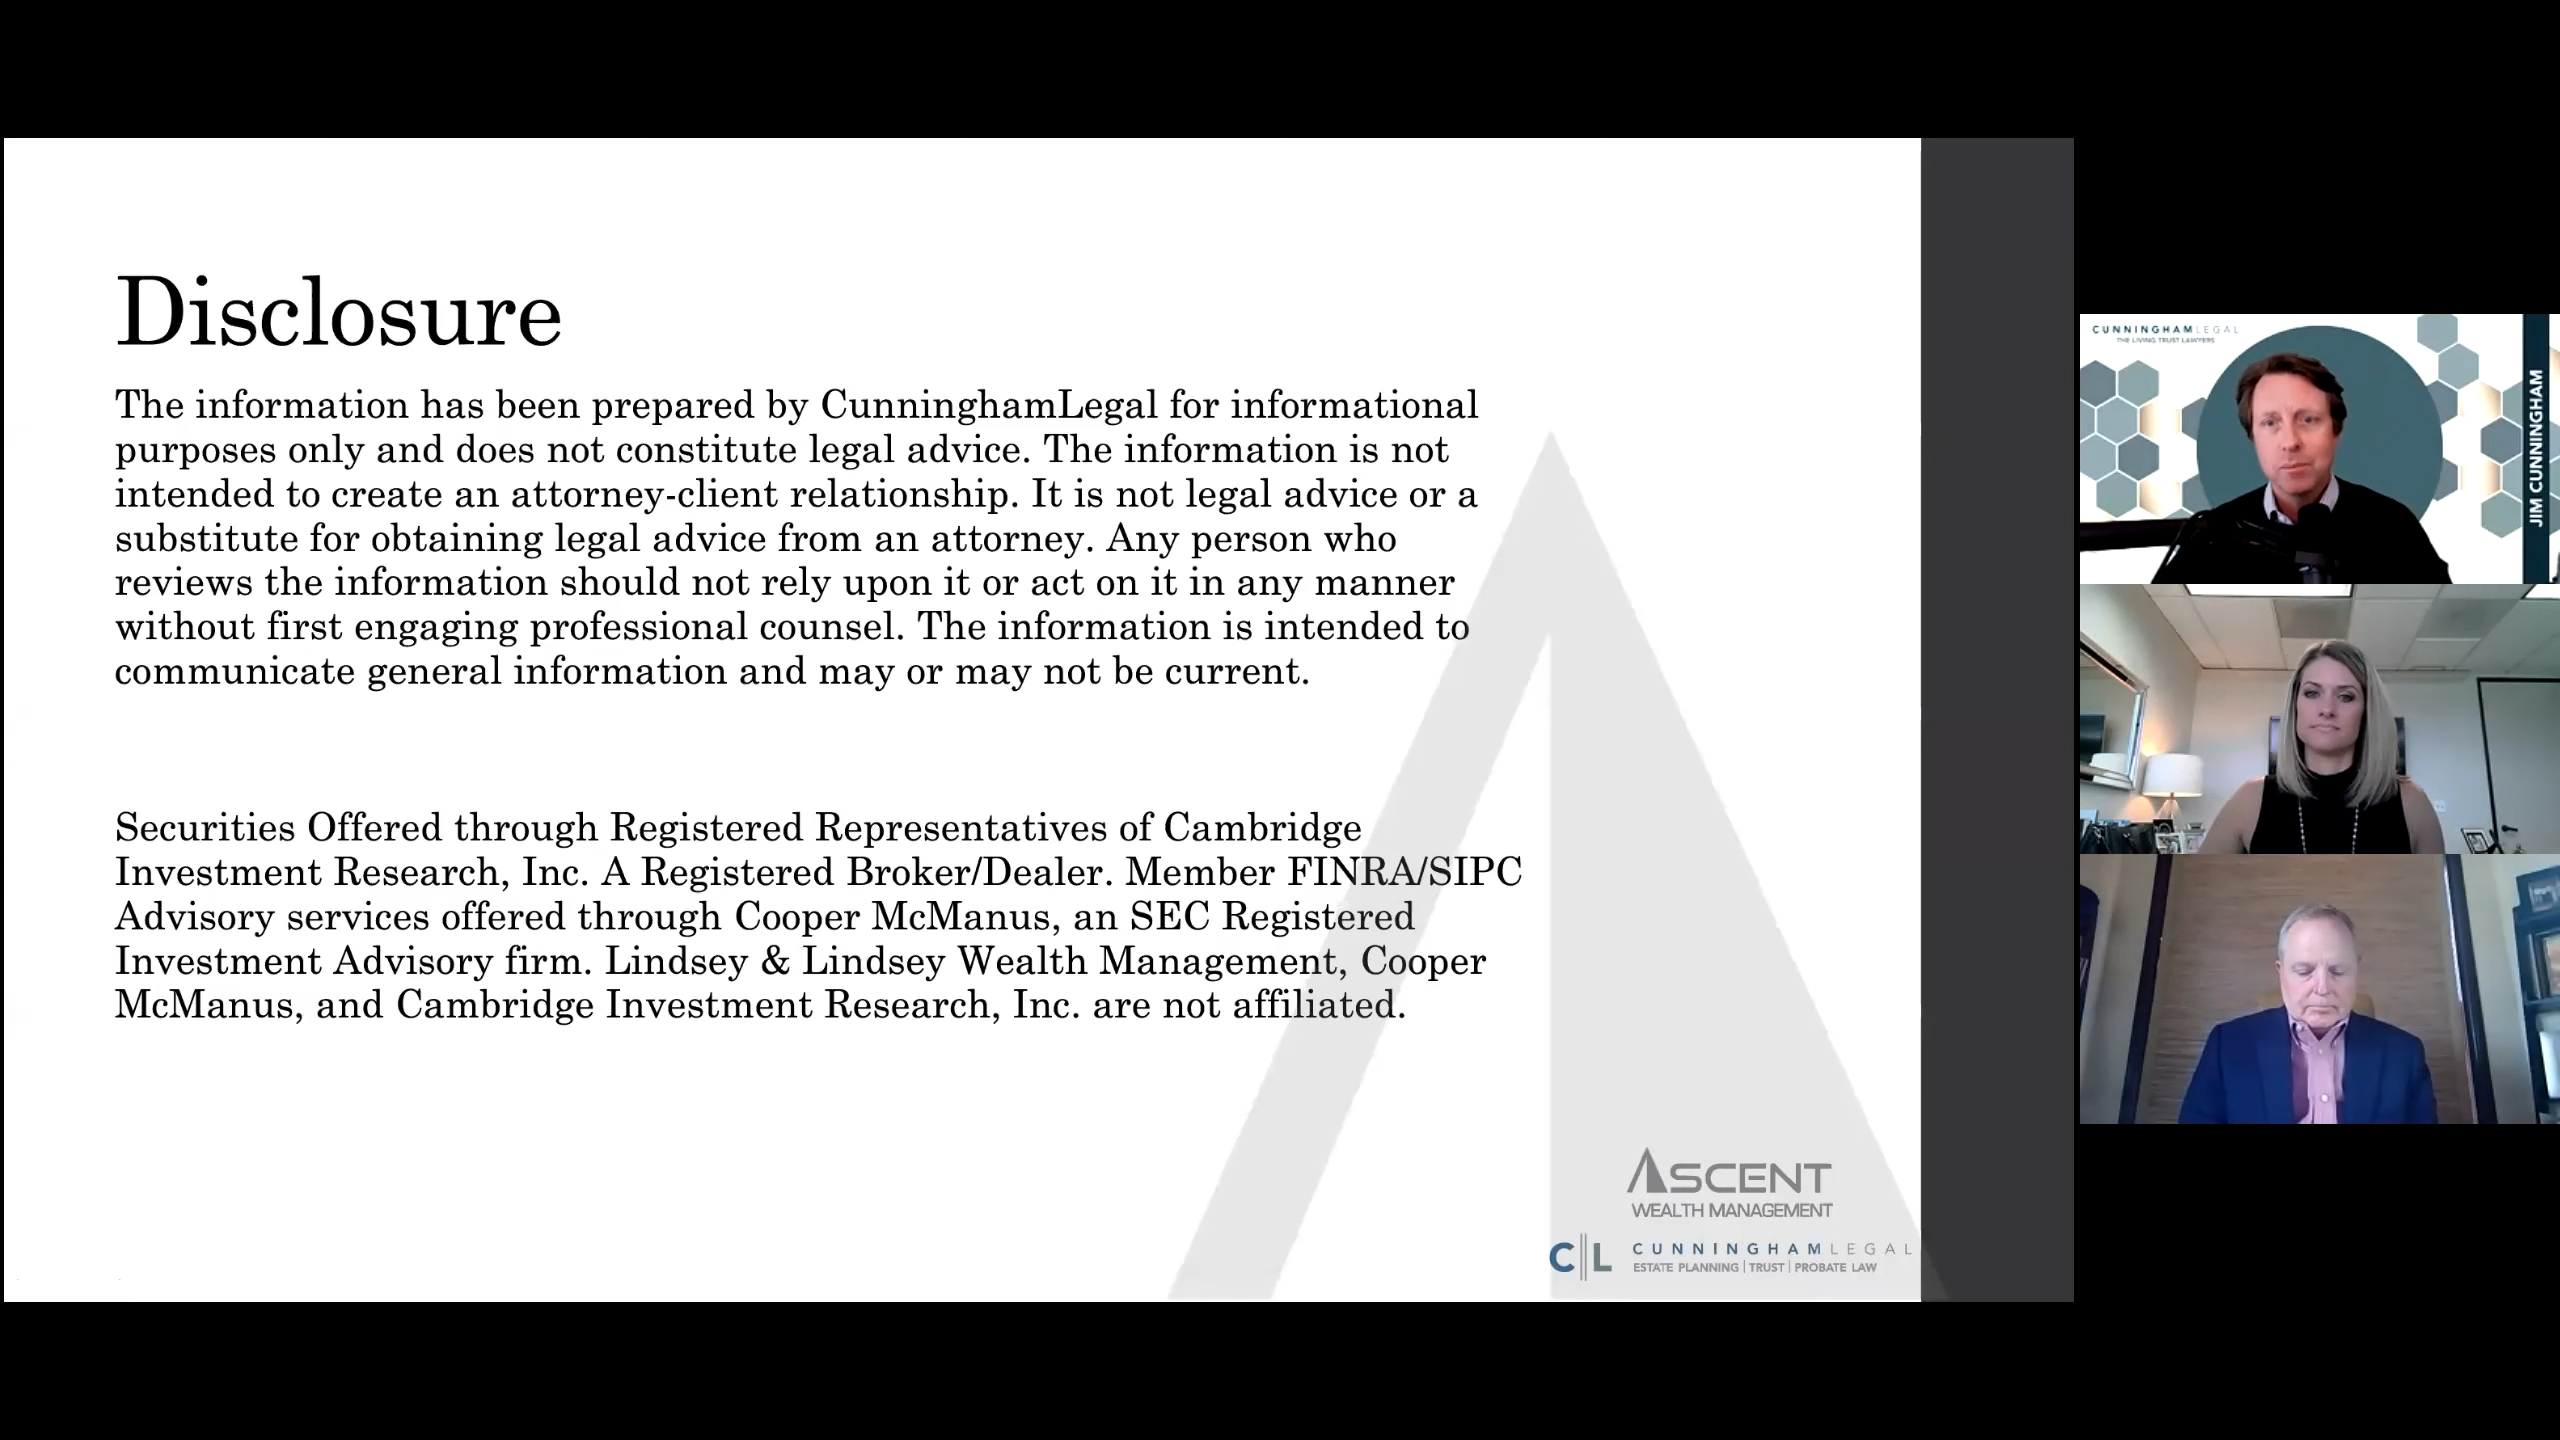 Disclosure
The information has been prepared by CunninghamLegal for informational
purposes only and does not constitute legal advice. The information is not
intended to create an attorney-client relationship. It is not legal advice or a
substitute for obtaining legal advice from an attorney. Any person who
reviews the information should not rely upon it or act on it in any manner
without first engaging professional counsel. The information is intended to
communicate general information and may or may not be current.
Securities Offered through Registered Representatives of Cambridge
Investment Research, Inc. A Registered Broker/Dealer. Member FINRA/SIPC
Advisory services offered through Cooper McManus, an SEC Registered
Investment Advisory firm. Lindsey & Lindsey Wealth Management, Cooper
McManus, and Cambridge Investment Research, Inc. are not affiliated.
ASCENT
WEALTH MANAGEMENT
C|L CUNNINGHAMLEGAL
ESTATE PLANNING | TRUST | PROBATE LAW
CUNNINGHAMLEGAL
THE LIVING TRUST LAWYERS
JIM CUNNINGHAM